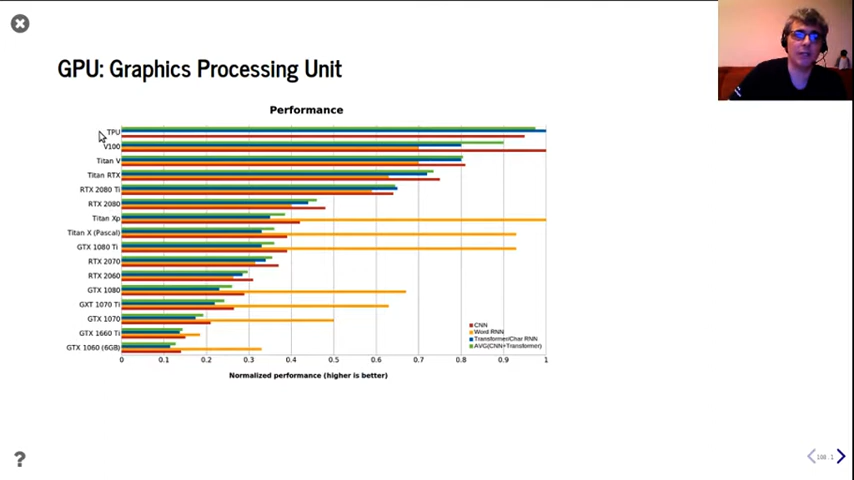 GPU: Graphics Processing Unit
Performance
TPU
V100
Titan V
Titan RTX
RTX 2080 Ti
RTX 2080
Titan Xp
Titan X (Pascal)
GTX 1080 Ti
RTX 2070
RTX 2060
GTX 1080
GXT 1070 Ti
GTX 1070
GTX 1660 Ti
GTX 1060 (6GB)
CNN
Word RNN
Transformer/Char RNN
AVG(CNN+Transformer)
0 0.1 0.2 0.3 0.4 0.5 0.6 0.7 0.8 0.9 1
Normalized performance (higher is better)
?
108.1